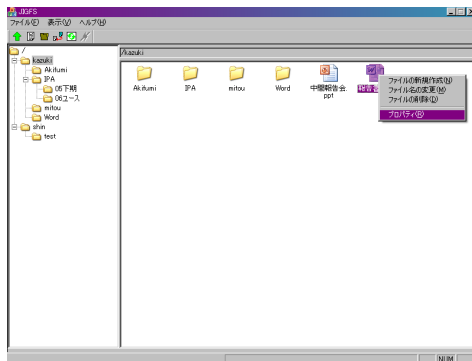 JIGFS
ファイル(F) 表示(V) ヘルプ(H)
/
kazuki
Akifumi
IPA
05下期
06ユース
mitou
Word
shin
test
/kazuki
Akifumi
IPA
mitou
Word
中間報告会.
ppt
ファイルの新規作成(N)
ファイル名の変更(M)
ファイルの削除(D)
プロパティ(R)
NUM